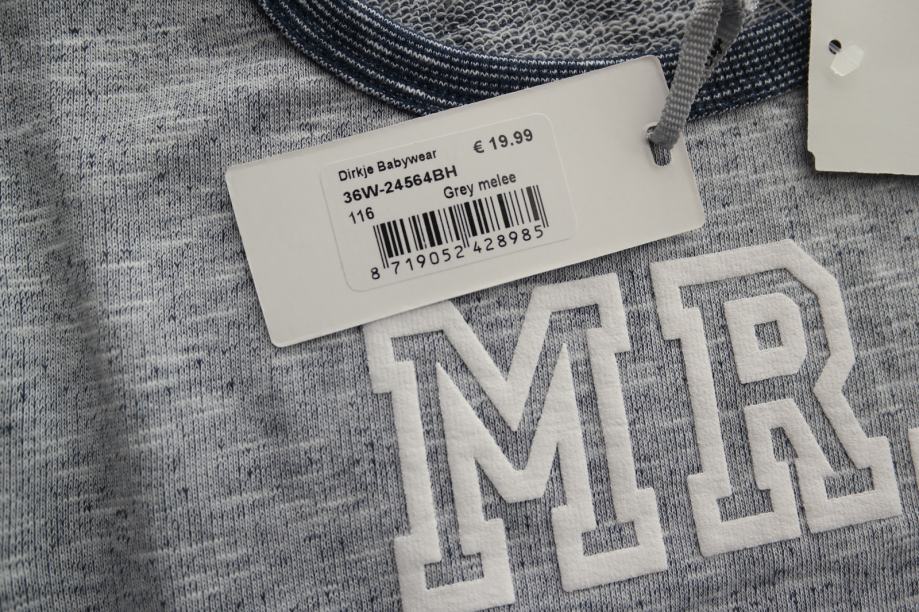 Dirkje Babywear € 19.99
36W-24564BH
116 Grey melee
8 719052 428985
MR.